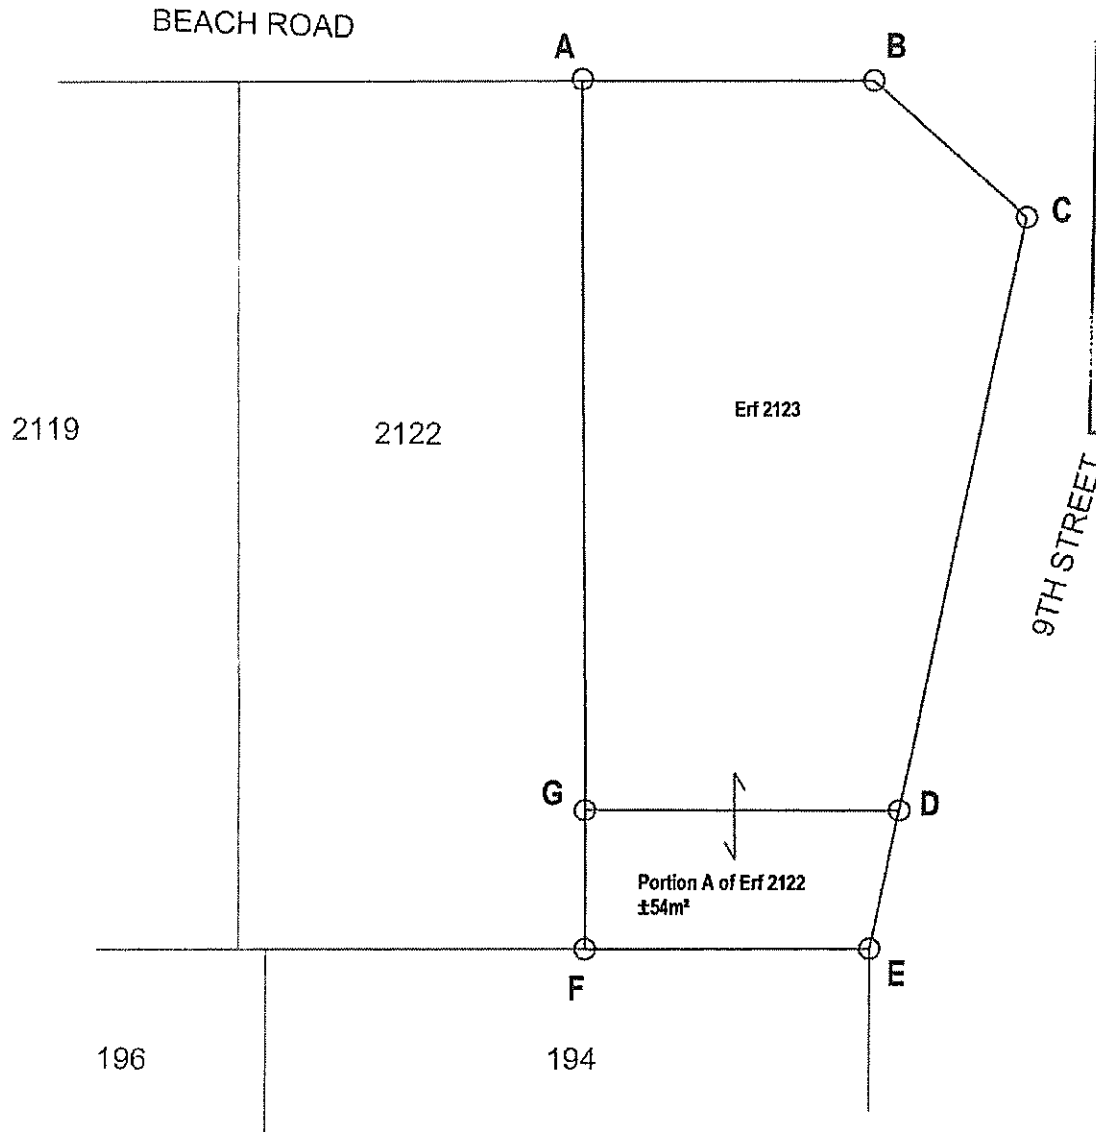 BEACH ROAD
A
B
C
2119
2122
Erf 2123
9TH STREET
G
D
Portion A of Erf 2122
±54m²
F
E
196
194